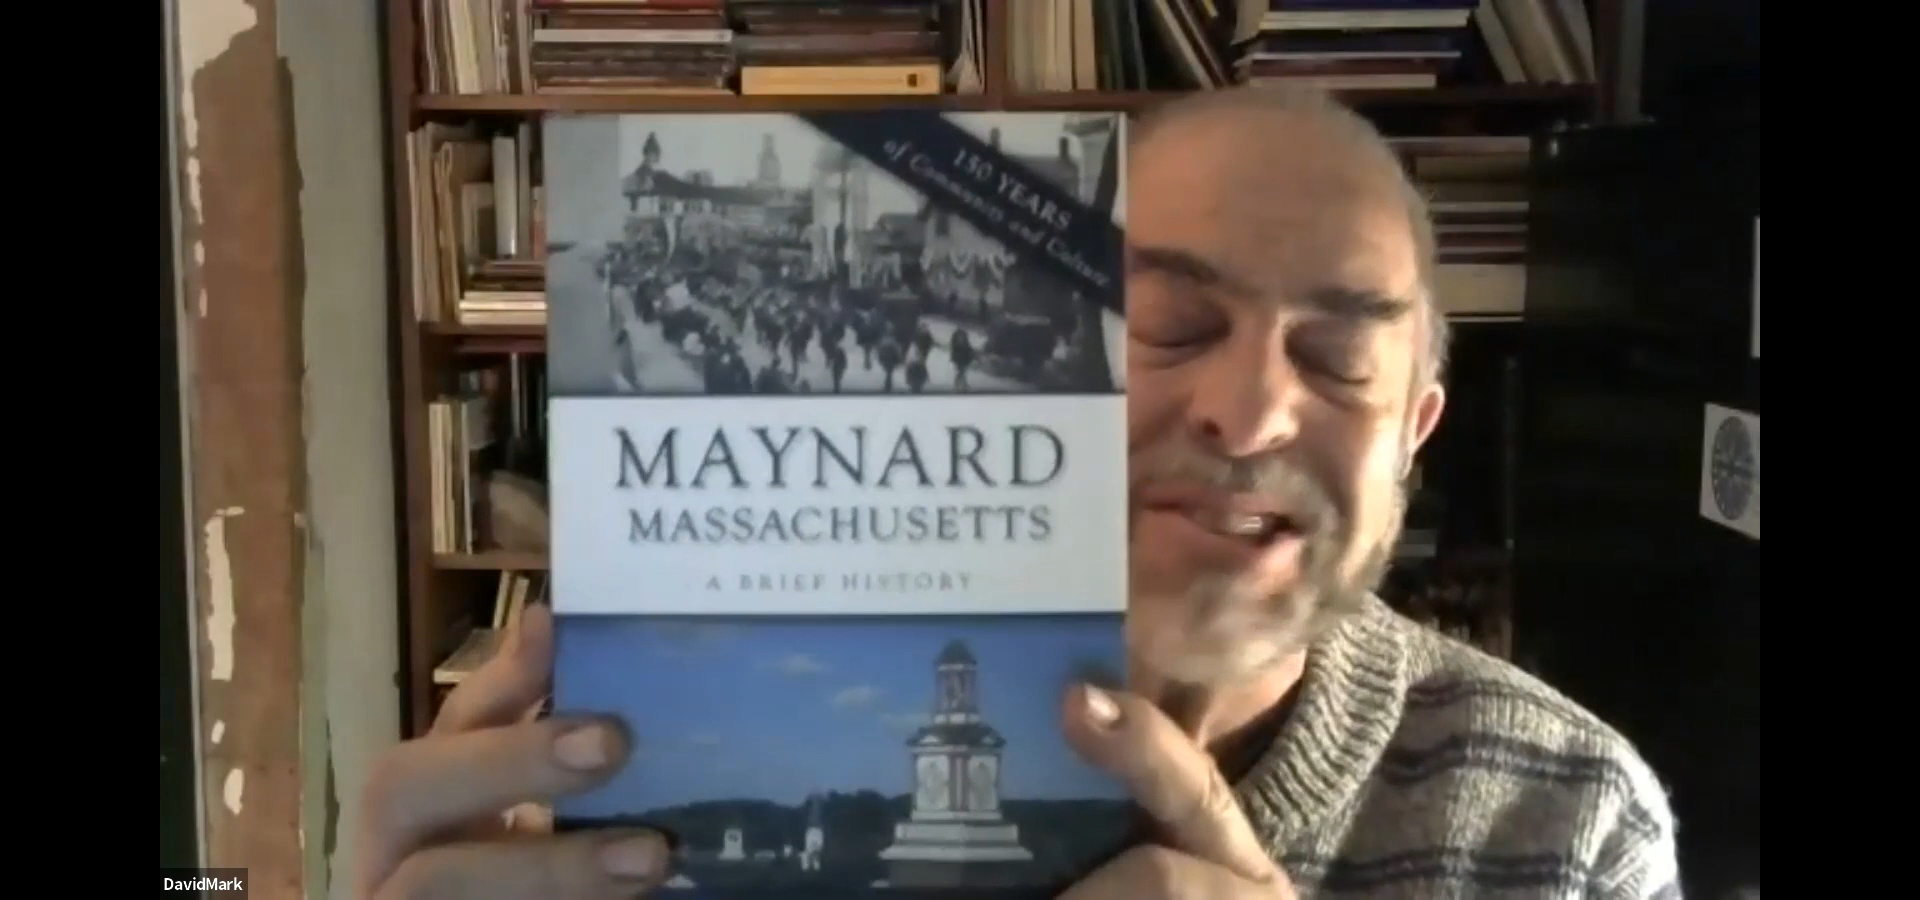 150 YEARS
of Community and Culture
MAYNARD
MASSACHUSETTS
A BRIEF HISTORY
DavidMark